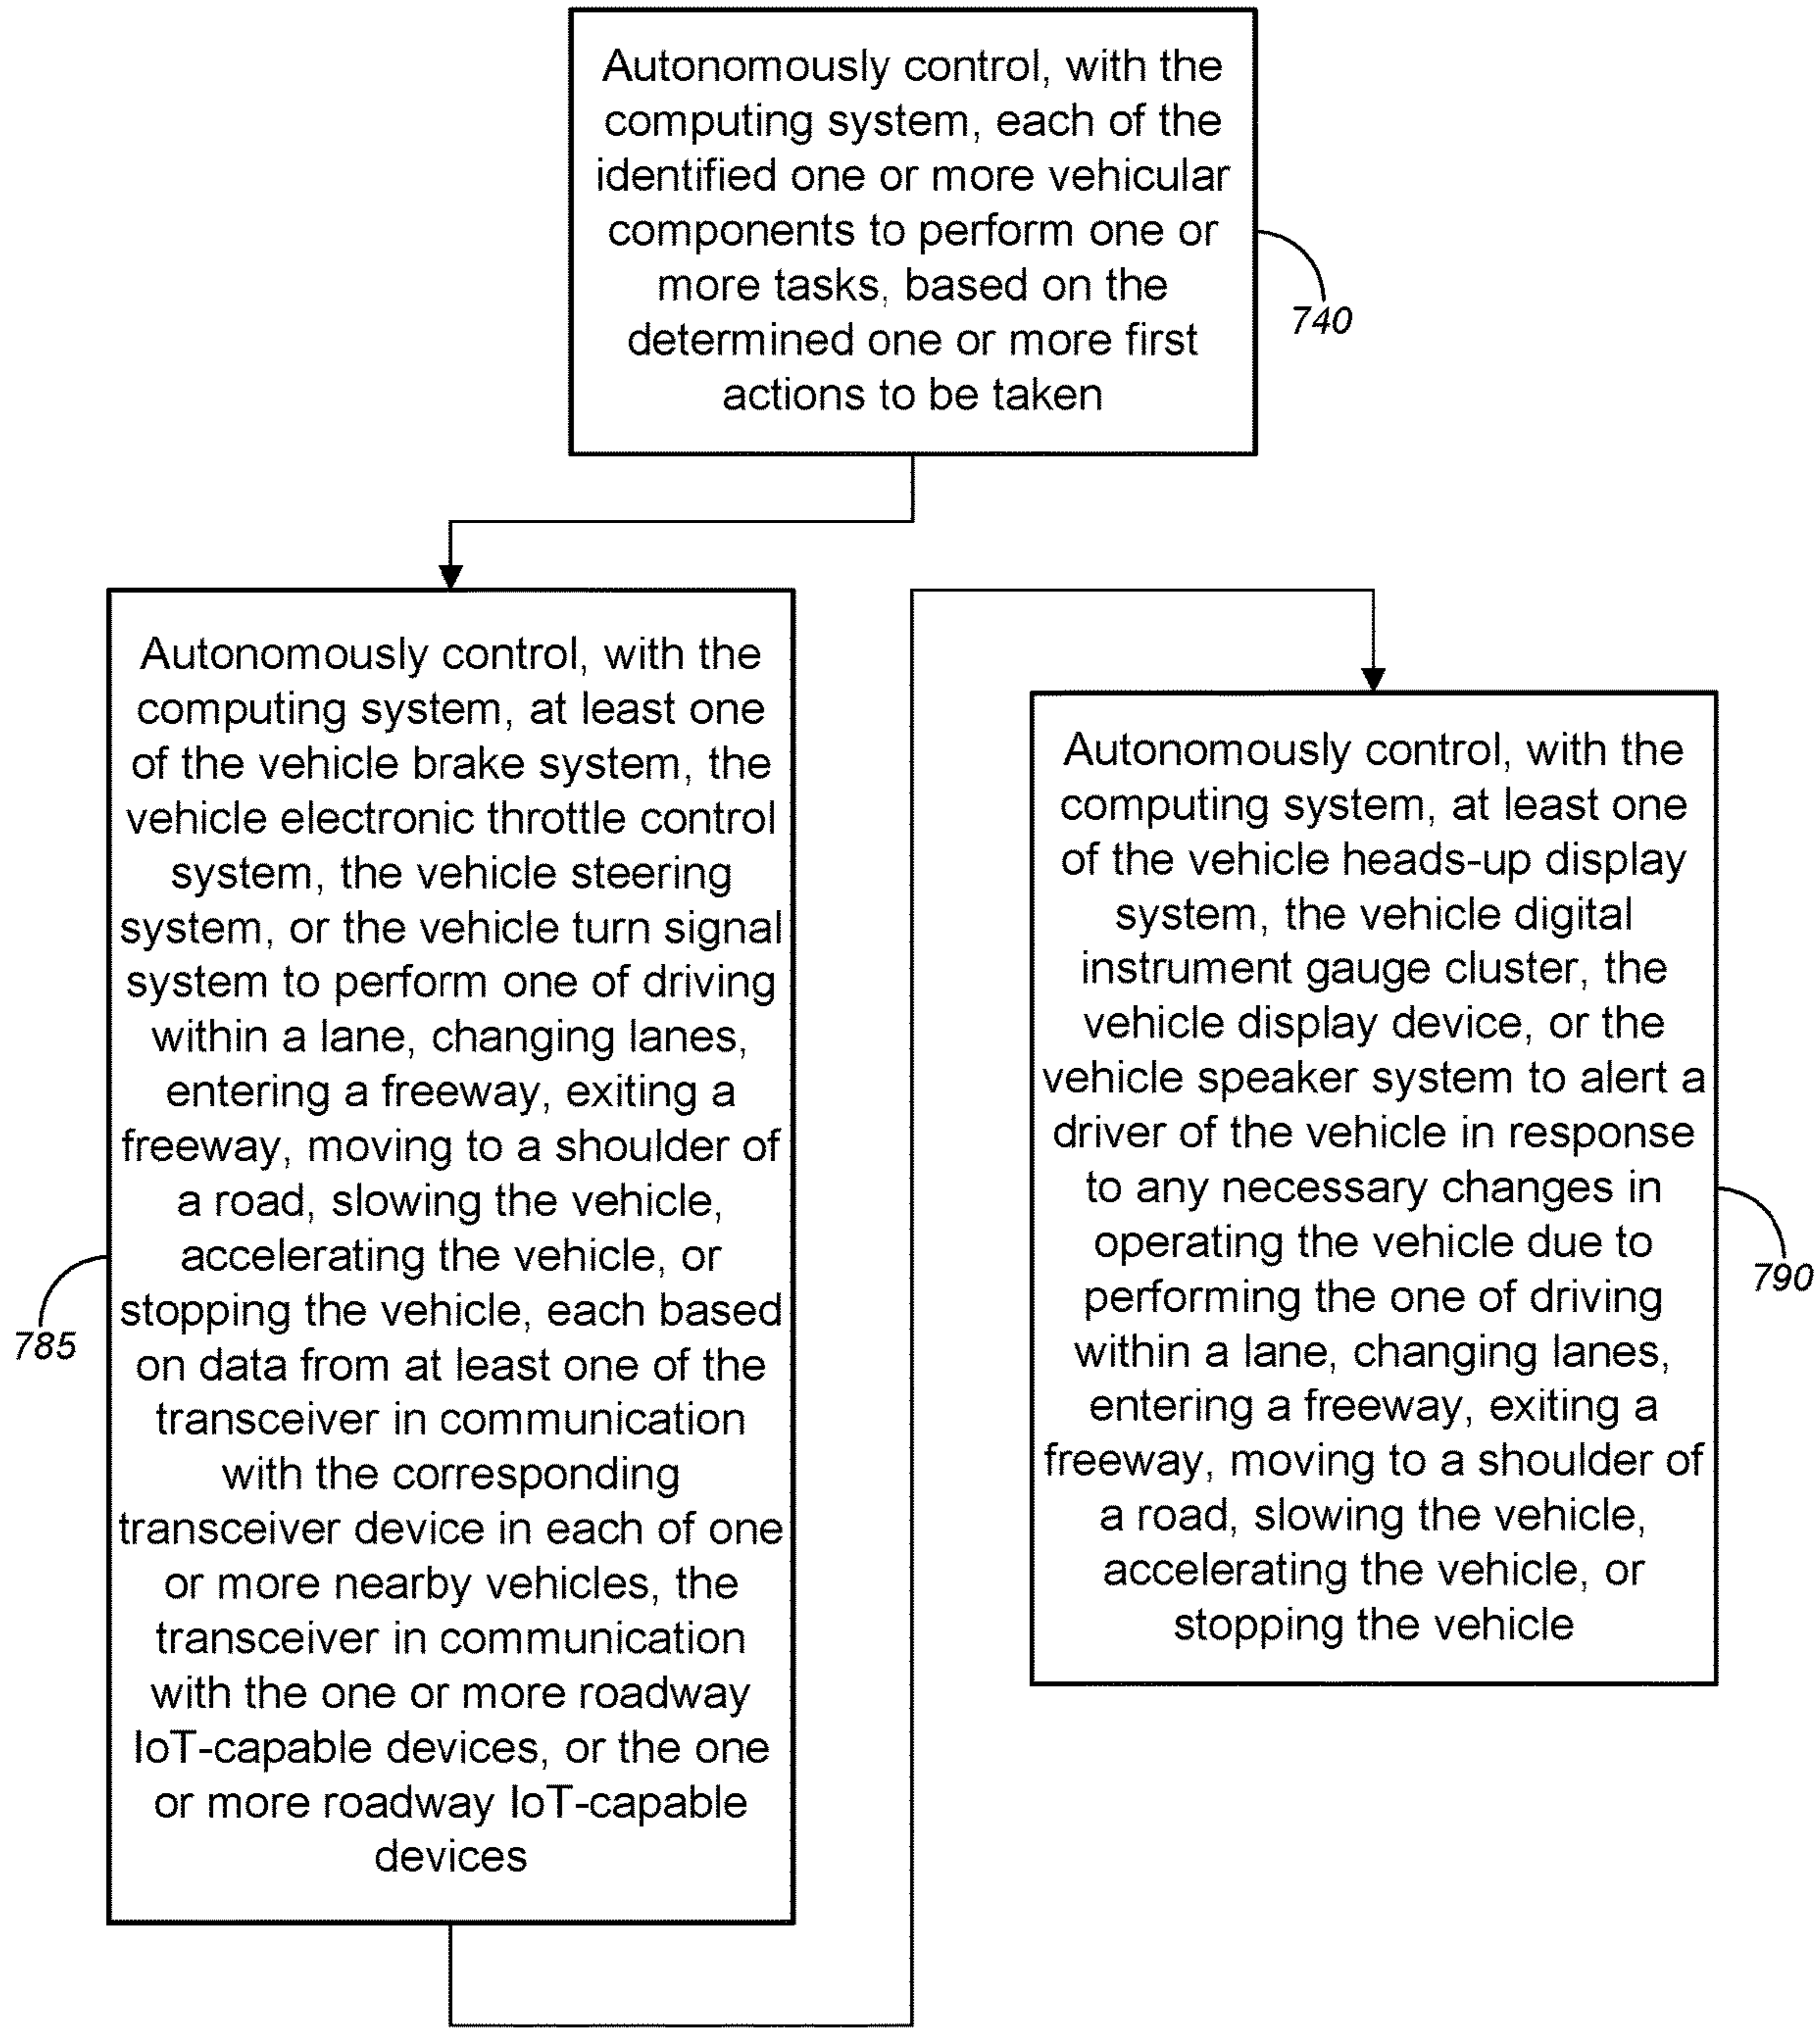 Autonomously control, with the
computing system, each of the
identified one or more vehicular
components to perform one or
more tasks, based on the
determined one or more first
actions to be taken
740
Autonomously control, with the
computing system, at least one
of the vehicle brake system, the
vehicle electronic throttle control
system, the vehicle steering
system, or the vehicle turn signal
system to perform one of driving
within a lane, changing lanes,
entering a freeway, exiting a
freeway, moving to a shoulder of
a road, slowing the vehicle,
accelerating the vehicle, or
stopping the vehicle, each based
on data from at least one of the
transceiver in communication
with the corresponding
transceiver device in each of one
or more nearby vehicles, the
transceiver in communication
with the one or more roadway
IoT-capable devices, or the one
or more roadway IoT-capable
devices
785
Autonomously control, with the
computing system, at least one
of the vehicle heads-up display
system, the vehicle digital
instrument gauge cluster, the
vehicle display device, or the
vehicle speaker system to alert a
driver of the vehicle in response
to any necessary changes in
operating the vehicle due to
performing the one of driving
within a lane, changing lanes,
entering a freeway, exiting a
freeway, moving to a shoulder of
a road, slowing the vehicle,
accelerating the vehicle, or
stopping the vehicle
790